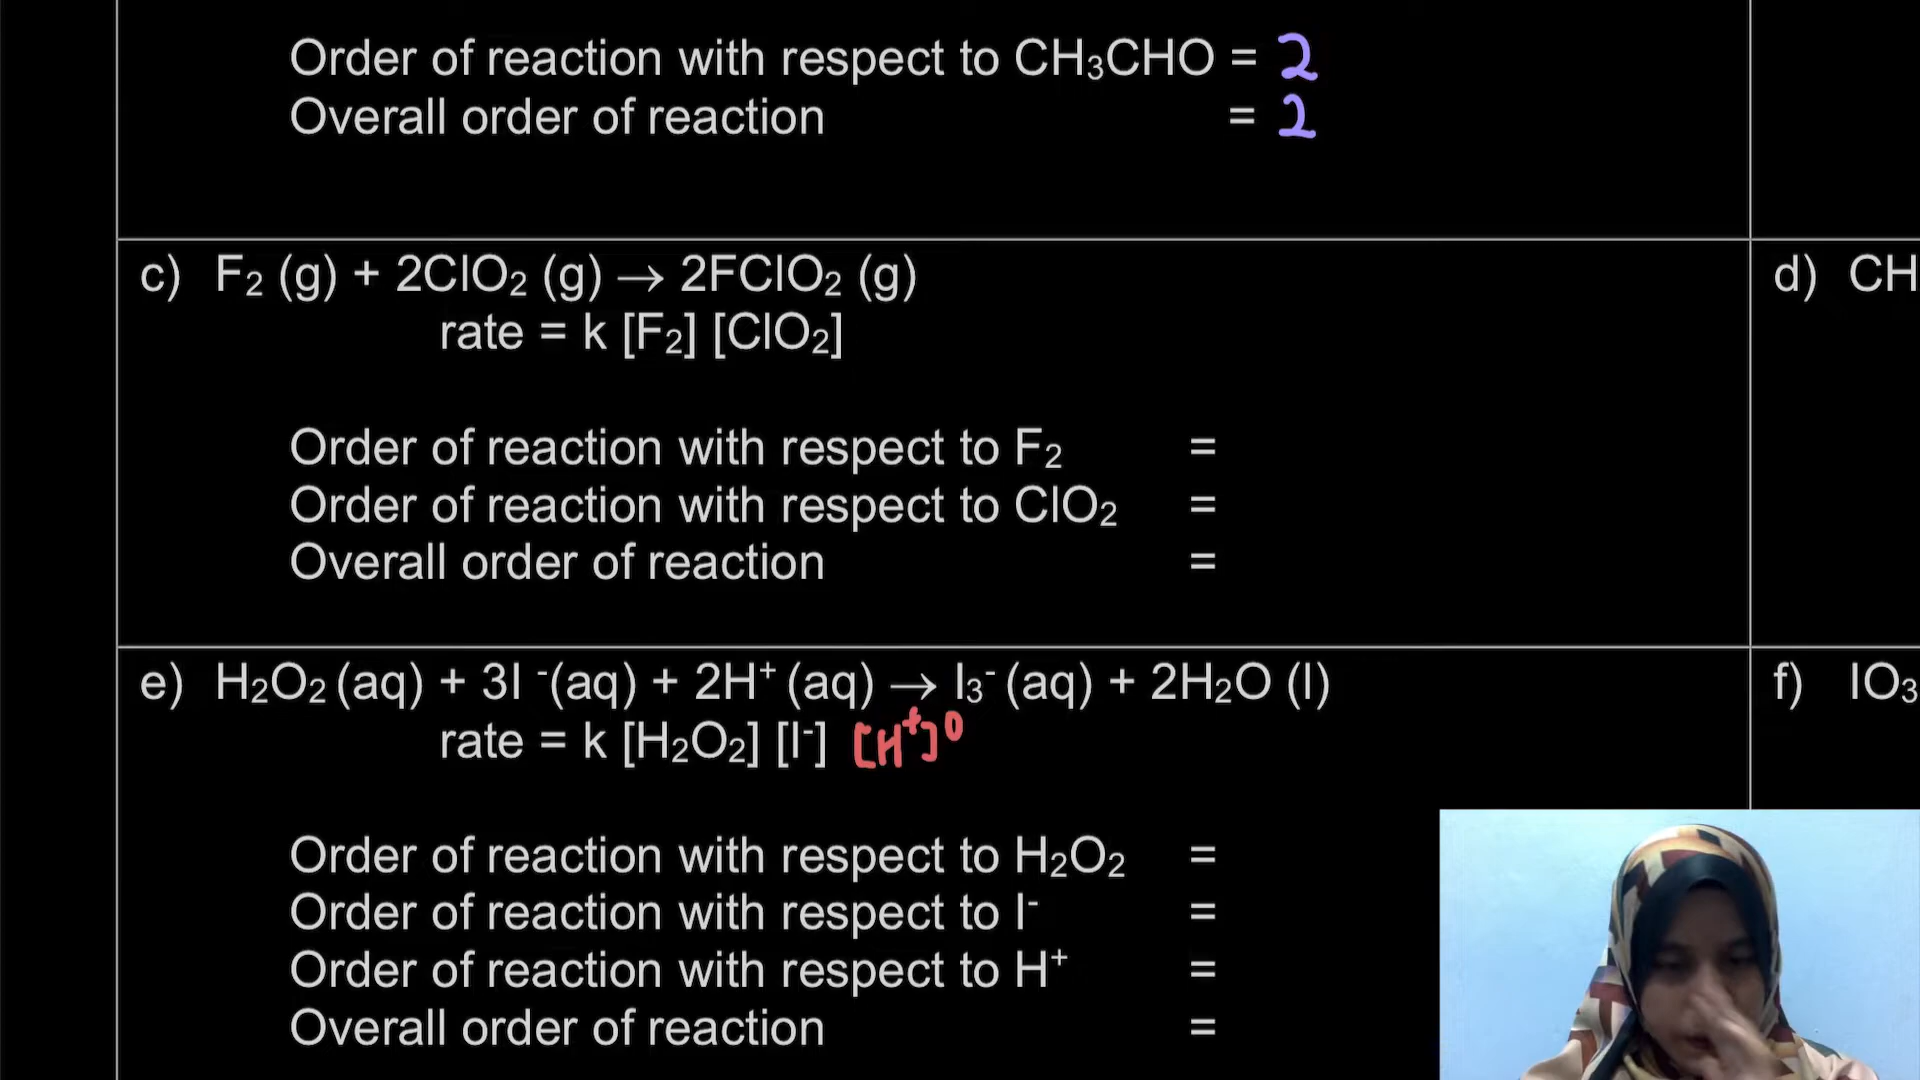 Order of reaction with respect to CH₃CHO = 2
Overall order of reaction = 2
c) F₂ (g) + 2ClO₂ (g) → 2FClO₂ (g)
rate = k [F₂] [ClO₂]
Order of reaction with respect to F₂ =
Order of reaction with respect to ClO₂ =
Overall order of reaction =
d) CH
e) H₂O₂ (aq) + 3I ⁻(aq) + 2H⁺ (aq) → I₃⁻ (aq) + 2H₂O (l)
rate = k [H₂O₂] [I⁻] [H⁺]⁰
Order of reaction with respect to H₂O₂ =
Order of reaction with respect to I⁻ =
Order of reaction with respect to H⁺ =
Overall order of reaction =
f) IO₃